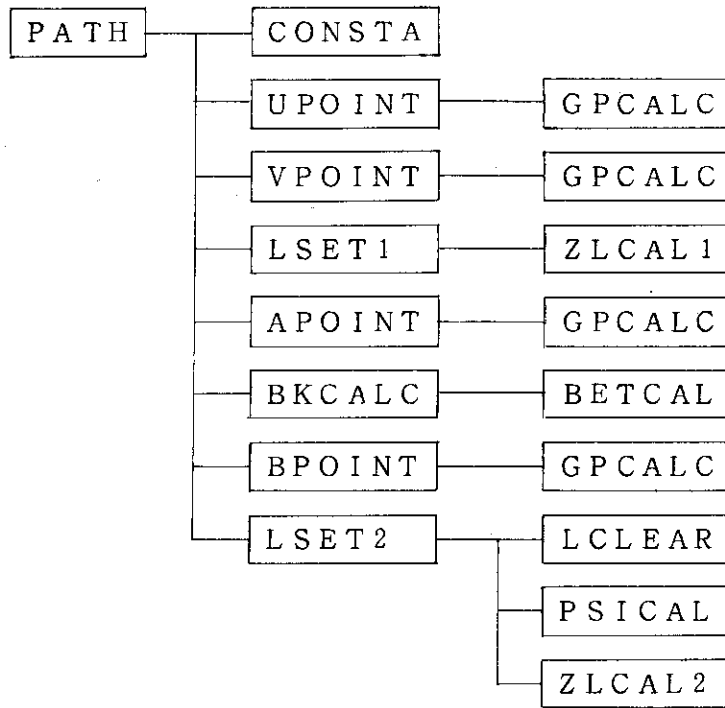 PATH CONSTA
UPOINT GPCALC
VPOINT GPCALC
LSET1 ZLCAL1
APOINT GPCALC
BKCALC BETCAL
BPOINT GPCALC
LSET2 LCLEAR
PSICAL
ZLCAL2